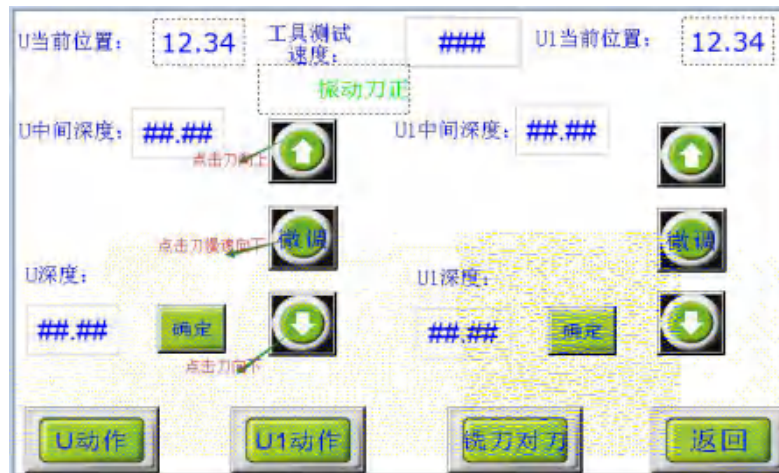 U当前位置： 12.34 工具测试 速度： ### U1当前位置： 12.34
振动刀正
U中间深度： ##.## U1中间深度： ##.##
点击刀向上
点击刀慢速向下 微调 微调
U深度： U1深度：
##.## 确定 ##.## 确定
点击刀向下
U动作 U1动作 铣刀对刀 返回